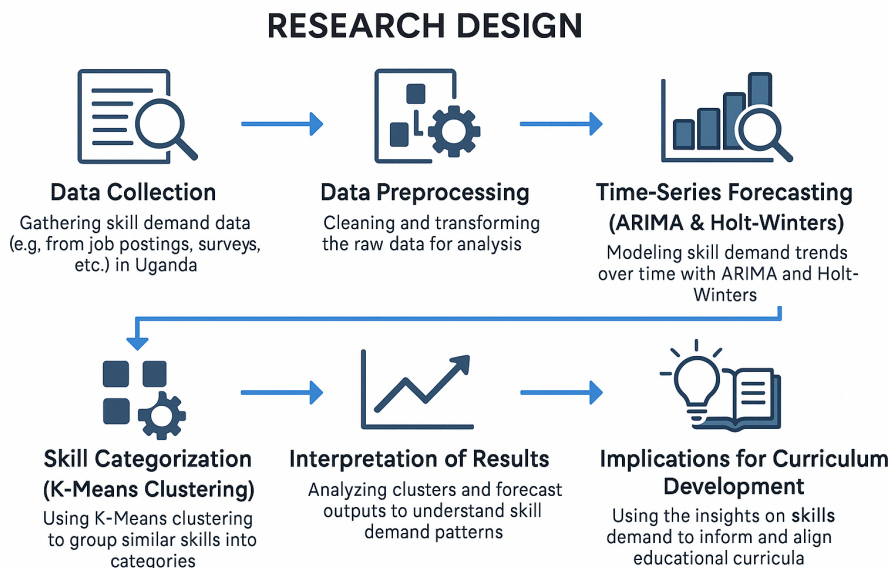 RESEARCH DESIGN
Data Collection
Gathering skill demand data
(e.g, from job postings, surveys,
etc.) in Uganda
Data Preprocessing
Cleaning and transforming
the raw data for analysis
Time-Series Forecasting
(ARIMA & Holt-Winters)
Modeling skill demand trends
over time with ARIMA and Holt-
Winters
Skill Categorization
(K-Means Clustering)
Using K-Means clustering
to group similar skills into
categories
Interpretation of Results
Analyzing clusters and forecast
outputs to understand skill
demand patterns
Implications for Curriculum
Development
Using the insights on skills
demand to inform and align
educational curricula